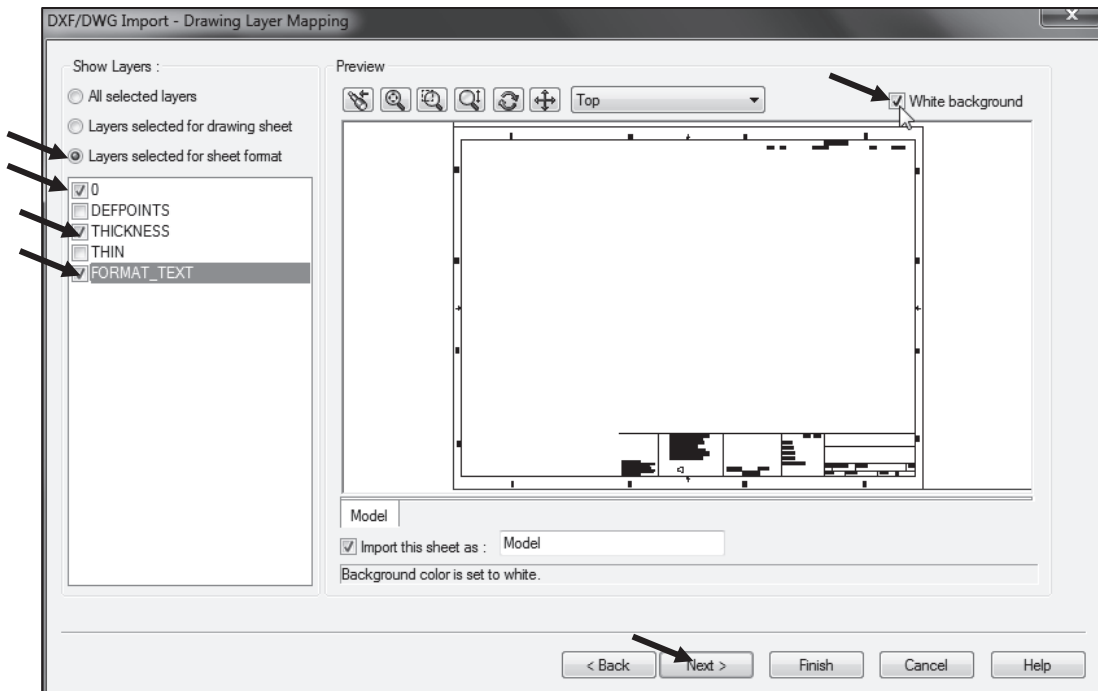 DXF/DWG Import - Drawing Layer Mapping
x
Show Layers :
All selected layers
Layers selected for drawing sheet
Layers selected for sheet format
0
DEFPOINTS
THICKNESS
THIN
FORMAT_TEXT
Preview
Top
White background
Model
Import this sheet as : Model
Background color is set to white.
< Back Next > Finish Cancel Help